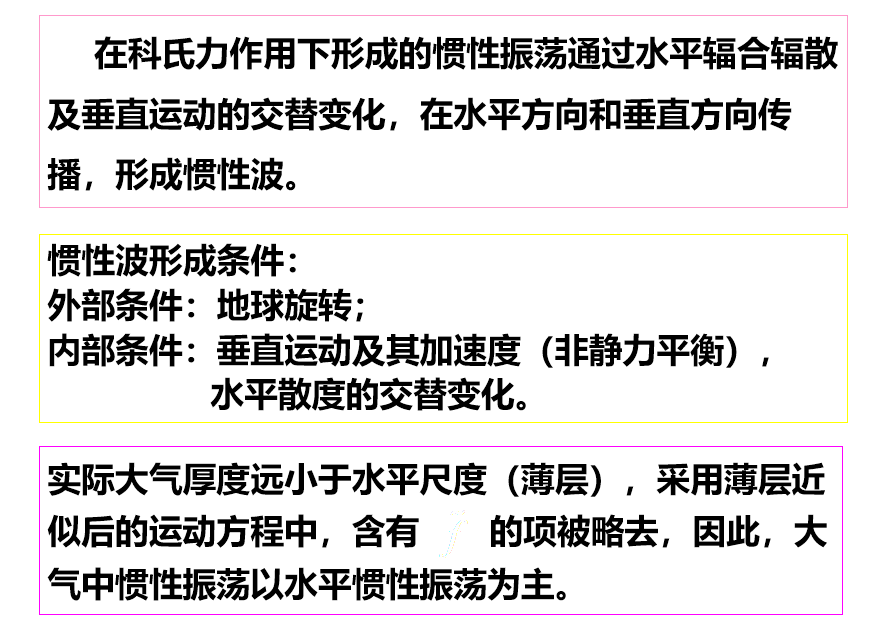 在科氏力作用下形成的惯性振荡通过水平辐合辐散
及垂直运动的交替变化，在水平方向和垂直方向传
播，形成惯性波。
惯性波形成条件：
外部条件：地球旋转；
内部条件：垂直运动及其加速度（非静力平衡），
水平散度的交替变化。
实际大气厚度远小于水平尺度（薄层），采用薄层近
似后的运动方程中，含有 的项被略去，因此，大
气中惯性振荡以水平惯性振荡为主。